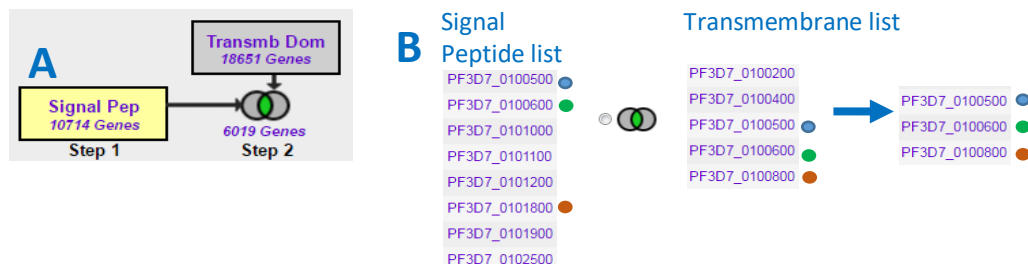 A
Transmb Dom
18651 Genes
Signal Pep
10714 Genes
6019 Genes
Step 1
Step 2
B
Signal
Peptide list
PF3D7_0100500
PF3D7_0100600
PF3D7_0101000
PF3D7_0101100
PF3D7_0101200
PF3D7_0101800
PF3D7_0101900
PF3D7_0102500
Transmembrane list
PF3D7_0100200
PF3D7_0100400
PF3D7_0100500
PF3D7_0100600
PF3D7_0100800
PF3D7_0100500
PF3D7_0100600
PF3D7_0100800